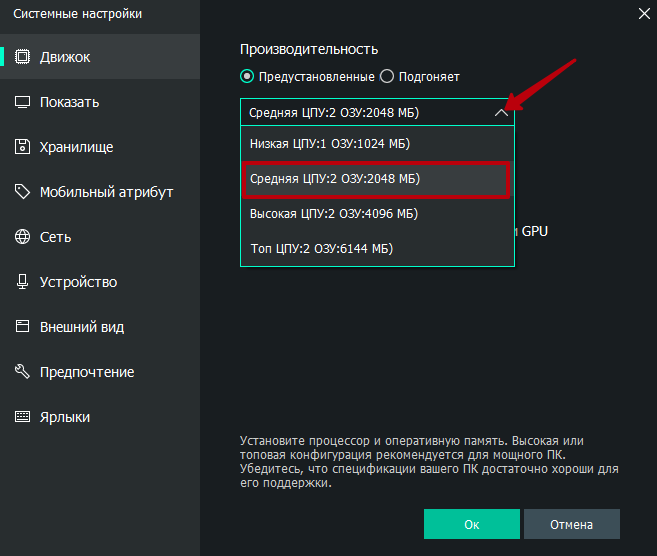 Системные настройки
Движок
Показать
Хранилище
Мобильный атрибут
Сеть
Устройство
Внешний вид
Предпочтение
Ярлыки
Производительность
Предустановленные Подгоняет
Средняя ЦПУ:2 ОЗУ:2048 МБ)
Низкая ЦПУ:1 ОЗУ:1024 МБ)
Средняя ЦПУ:2 ОЗУ:2048 МБ)
Высокая ЦПУ:2 ОЗУ:4096 МБ)
GPU
Топ ЦПУ:2 ОЗУ:6144 МБ)
Установите процессор и оперативную память. Высокая или
топовая конфигурация рекомендуется для мощного ПК.
Убедитесь, что спецификации вашего ПК достаточно хороши для
его поддержки.
Ок Отмена